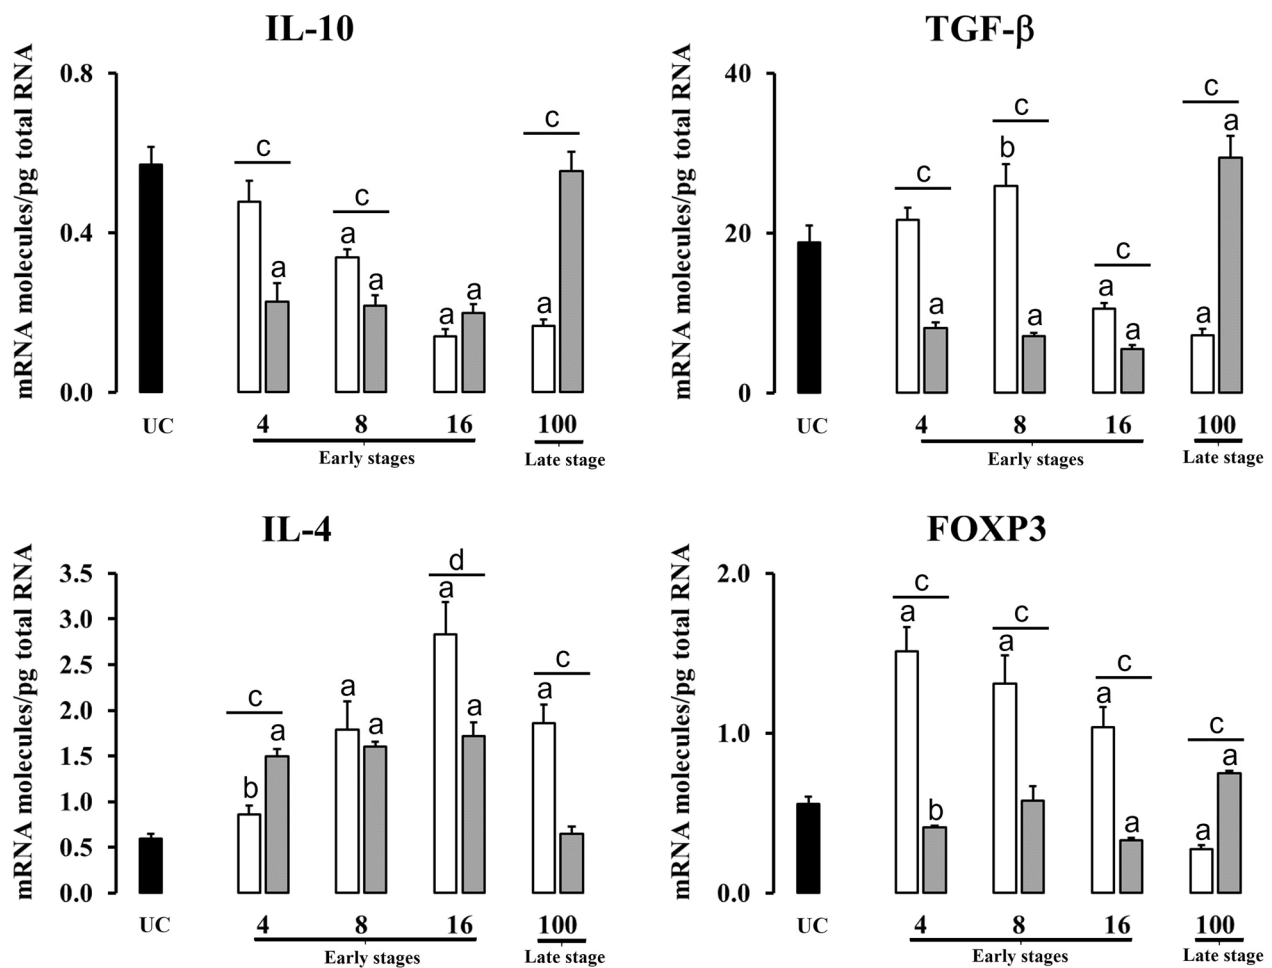 IL-10
mRNA molecules/pg total RNA
0.8
0.4
0.0
c
a
c
a
a
a
a
c
a
UC
4
8
16
100
Early stages
Late stage
TGF-β
mRNA molecules/pg total RNA
40
20
0
c
a
c
b
a
c
a
a
c
a
a
UC
4
8
16
100
Early stages
Late stage
IL-4
mRNA molecules/pg total RNA
3.5
3.0
2.5
2.0
1.5
1.0
0.5
0.0
c
b
a
a
a
d
a
a
c
a
UC
4
8
16
100
Early stages
Late stage
FOXP3
mRNA molecules/pg total RNA
2.0
1.0
0.0
c
a
b
c
a
c
a
a
c
a
a
UC
4
8
16
100
Early stages
Late stage